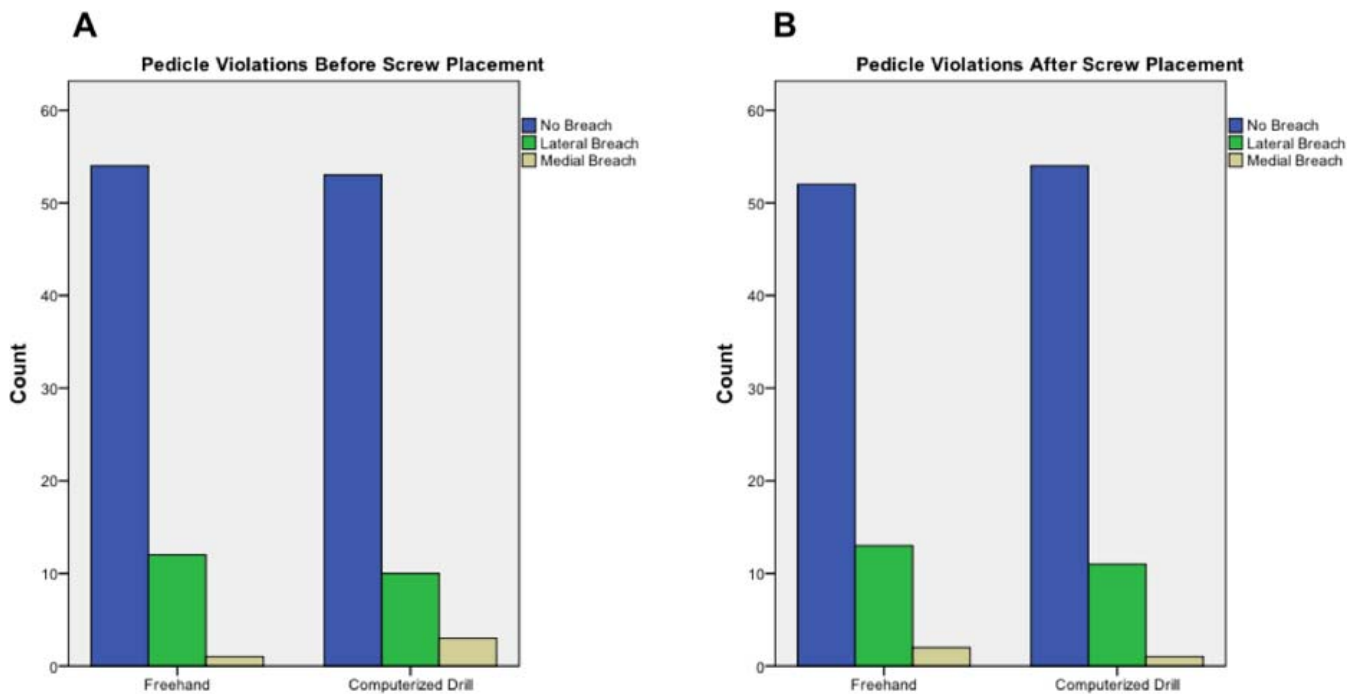 A
Pedicle Violations Before Screw Placement
60
50
40
30
20
10
0
Count
Freehand
Computerized Drill
No Breach
Lateral Breach
Medial Breach
B
Pedicle Violations After Screw Placement
60
50
40
30
20
10
0
Count
Freehand
Computerized Drill
No Breach
Lateral Breach
Medial Breach